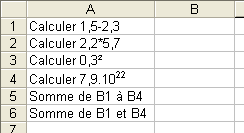 A B
1 Calculer 1,5-2,3
2 Calculer 2,2*5,7
3 Calculer 0,3²
4 Calculer 7,9.10²²
5 Somme de B1 à B4
6 Somme de B1 et B4
7